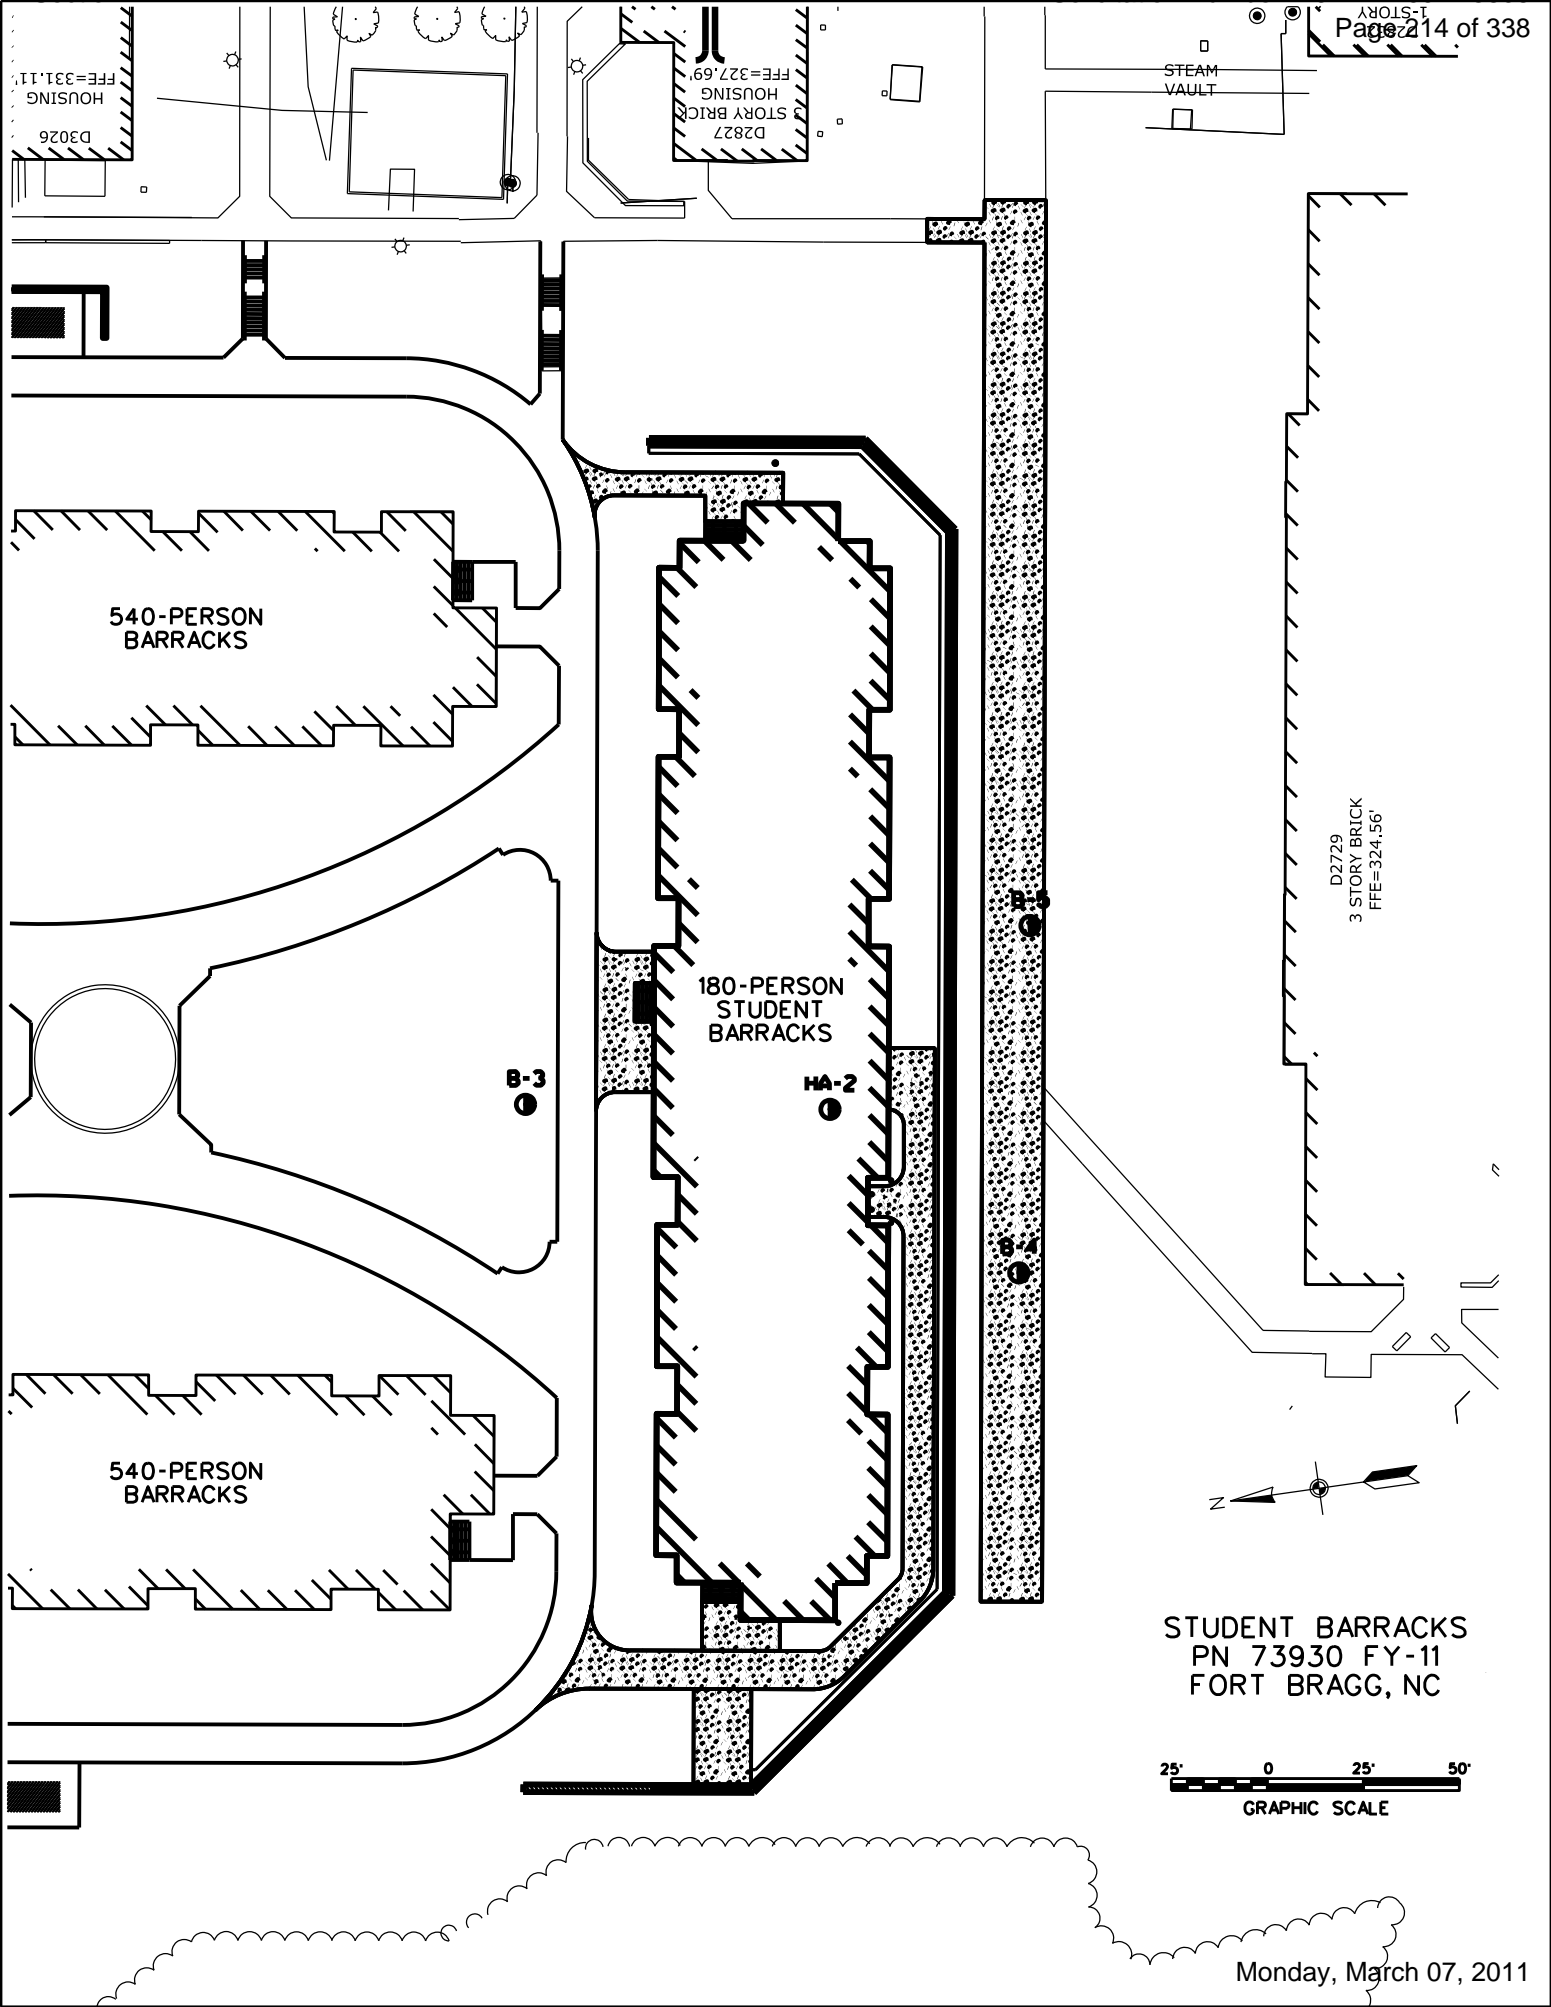 Page 214 of 338
1-STORY
FFE=331.11'
HOUSING
D3026
FFE=327.69'
HOUSING
3 STORY BRICK
D2827
STEAM
VAULT
540-PERSON
BARRACKS
D2729
3 STORY BRICK
FFE=324.56'
B-5
180-PERSON
STUDENT
BARRACKS
B-3
HA-2
B-4
540-PERSON
BARRACKS
N
STUDENT BARRACKS
PN 73930 FY-11
FORT BRAGG, NC
25' 0 25' 50'
GRAPHIC SCALE
Monday, March 07, 2011